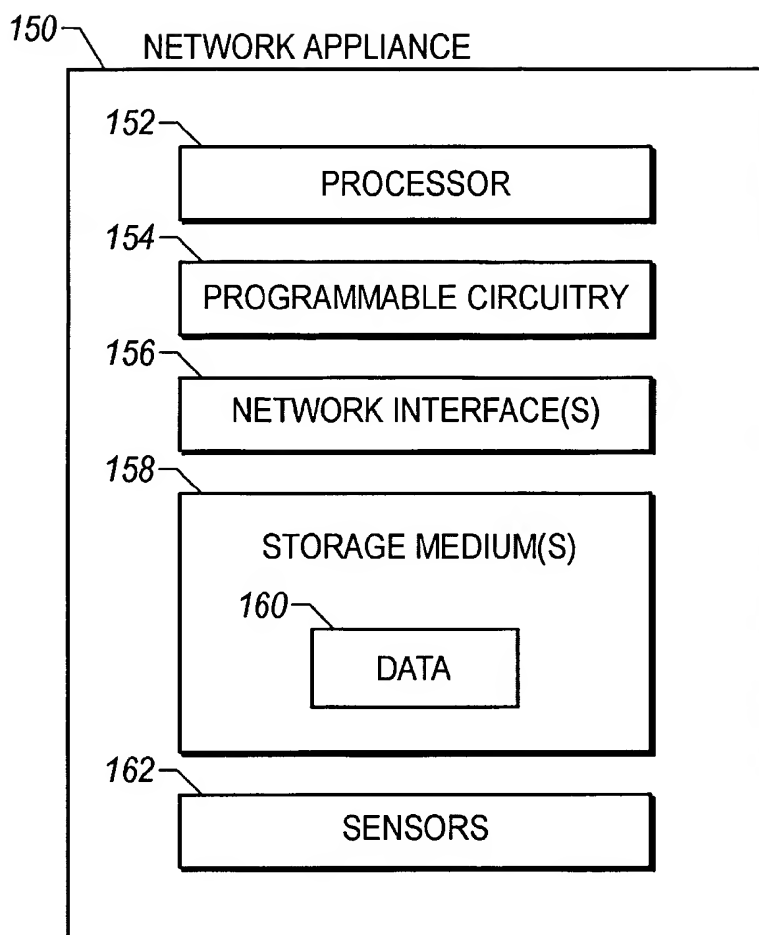 150
NETWORK APPLIANCE
152
PROCESSOR
154
PROGRAMMABLE CIRCUITRY
156
NETWORK INTERFACE(S)
158
STORAGE MEDIUM(S)
160
DATA
162
SENSORS